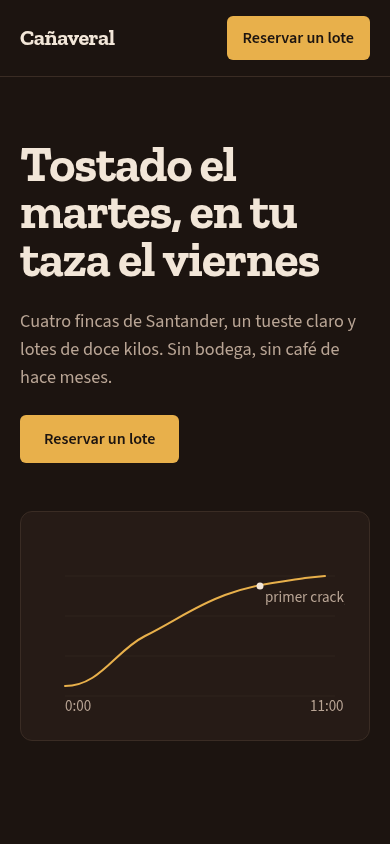 Cañaveral
Reservar un lote
Tostado el
martes, en tu
taza el viernes
Cuatro fincas de Santander, un tueste claro y
lotes de doce kilos. Sin bodega, sin café de
hace meses.
Reservar un lote
primer crack
0:00
11:00